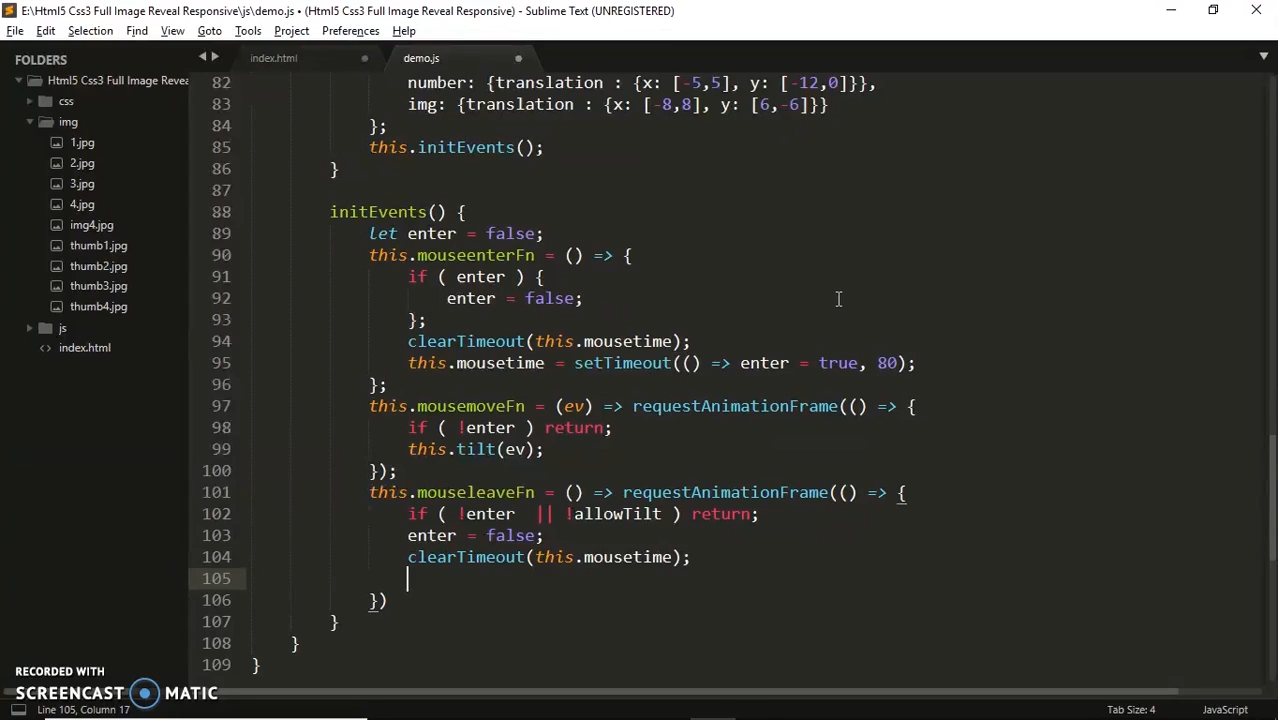 E:\Html5 Css3 Full Image Reveal Responsive\js\demo.js • (Html5 Css3 Full Image Reveal Responsive) - Sublime Text (UNREGISTERED)
File Edit Selection Find View Goto Tools Project Preferences Help
FOLDERS
Html5 Css3 Full Image Revea
css
img
1.jpg
2.jpg
3.jpg
4.jpg
img4.jpg
thumb1.jpg
thumb2.jpg
thumb3.jpg
thumb4.jpg
js
index.html
index.html demo.js
82 number: {translation : {x: [-5,5], y: [-12,0]}},
83 img: {translation : {x: [-8,8], y: [6,-6]}}
84 };
85 this.initEvents();
86 }
87
88 initEvents() {
89 let enter = false;
90 this.mouseenterFn = () => {
91 if ( enter ) {
92 enter = false;
93 };
94 clearTimeout(this.mousetime);
95 this.mousetime = setTimeout(() => enter = true, 80);
96 };
97 this.mousemoveFn = (ev) => requestAnimationFrame(() => {
98 if ( !enter ) return;
99 this.tilt(ev);
100 });
101 this.mouseleaveFn = () => requestAnimationFrame(() => {
102 if ( !enter  || !allowTilt ) return;
103 enter = false;
104 clearTimeout(this.mousetime);
105
106 })
107 }
108 }
109 }
RECORDED WITH
SCREENCAST MATIC
Line 105, Column 17 Tab Size: 4 JavaScript